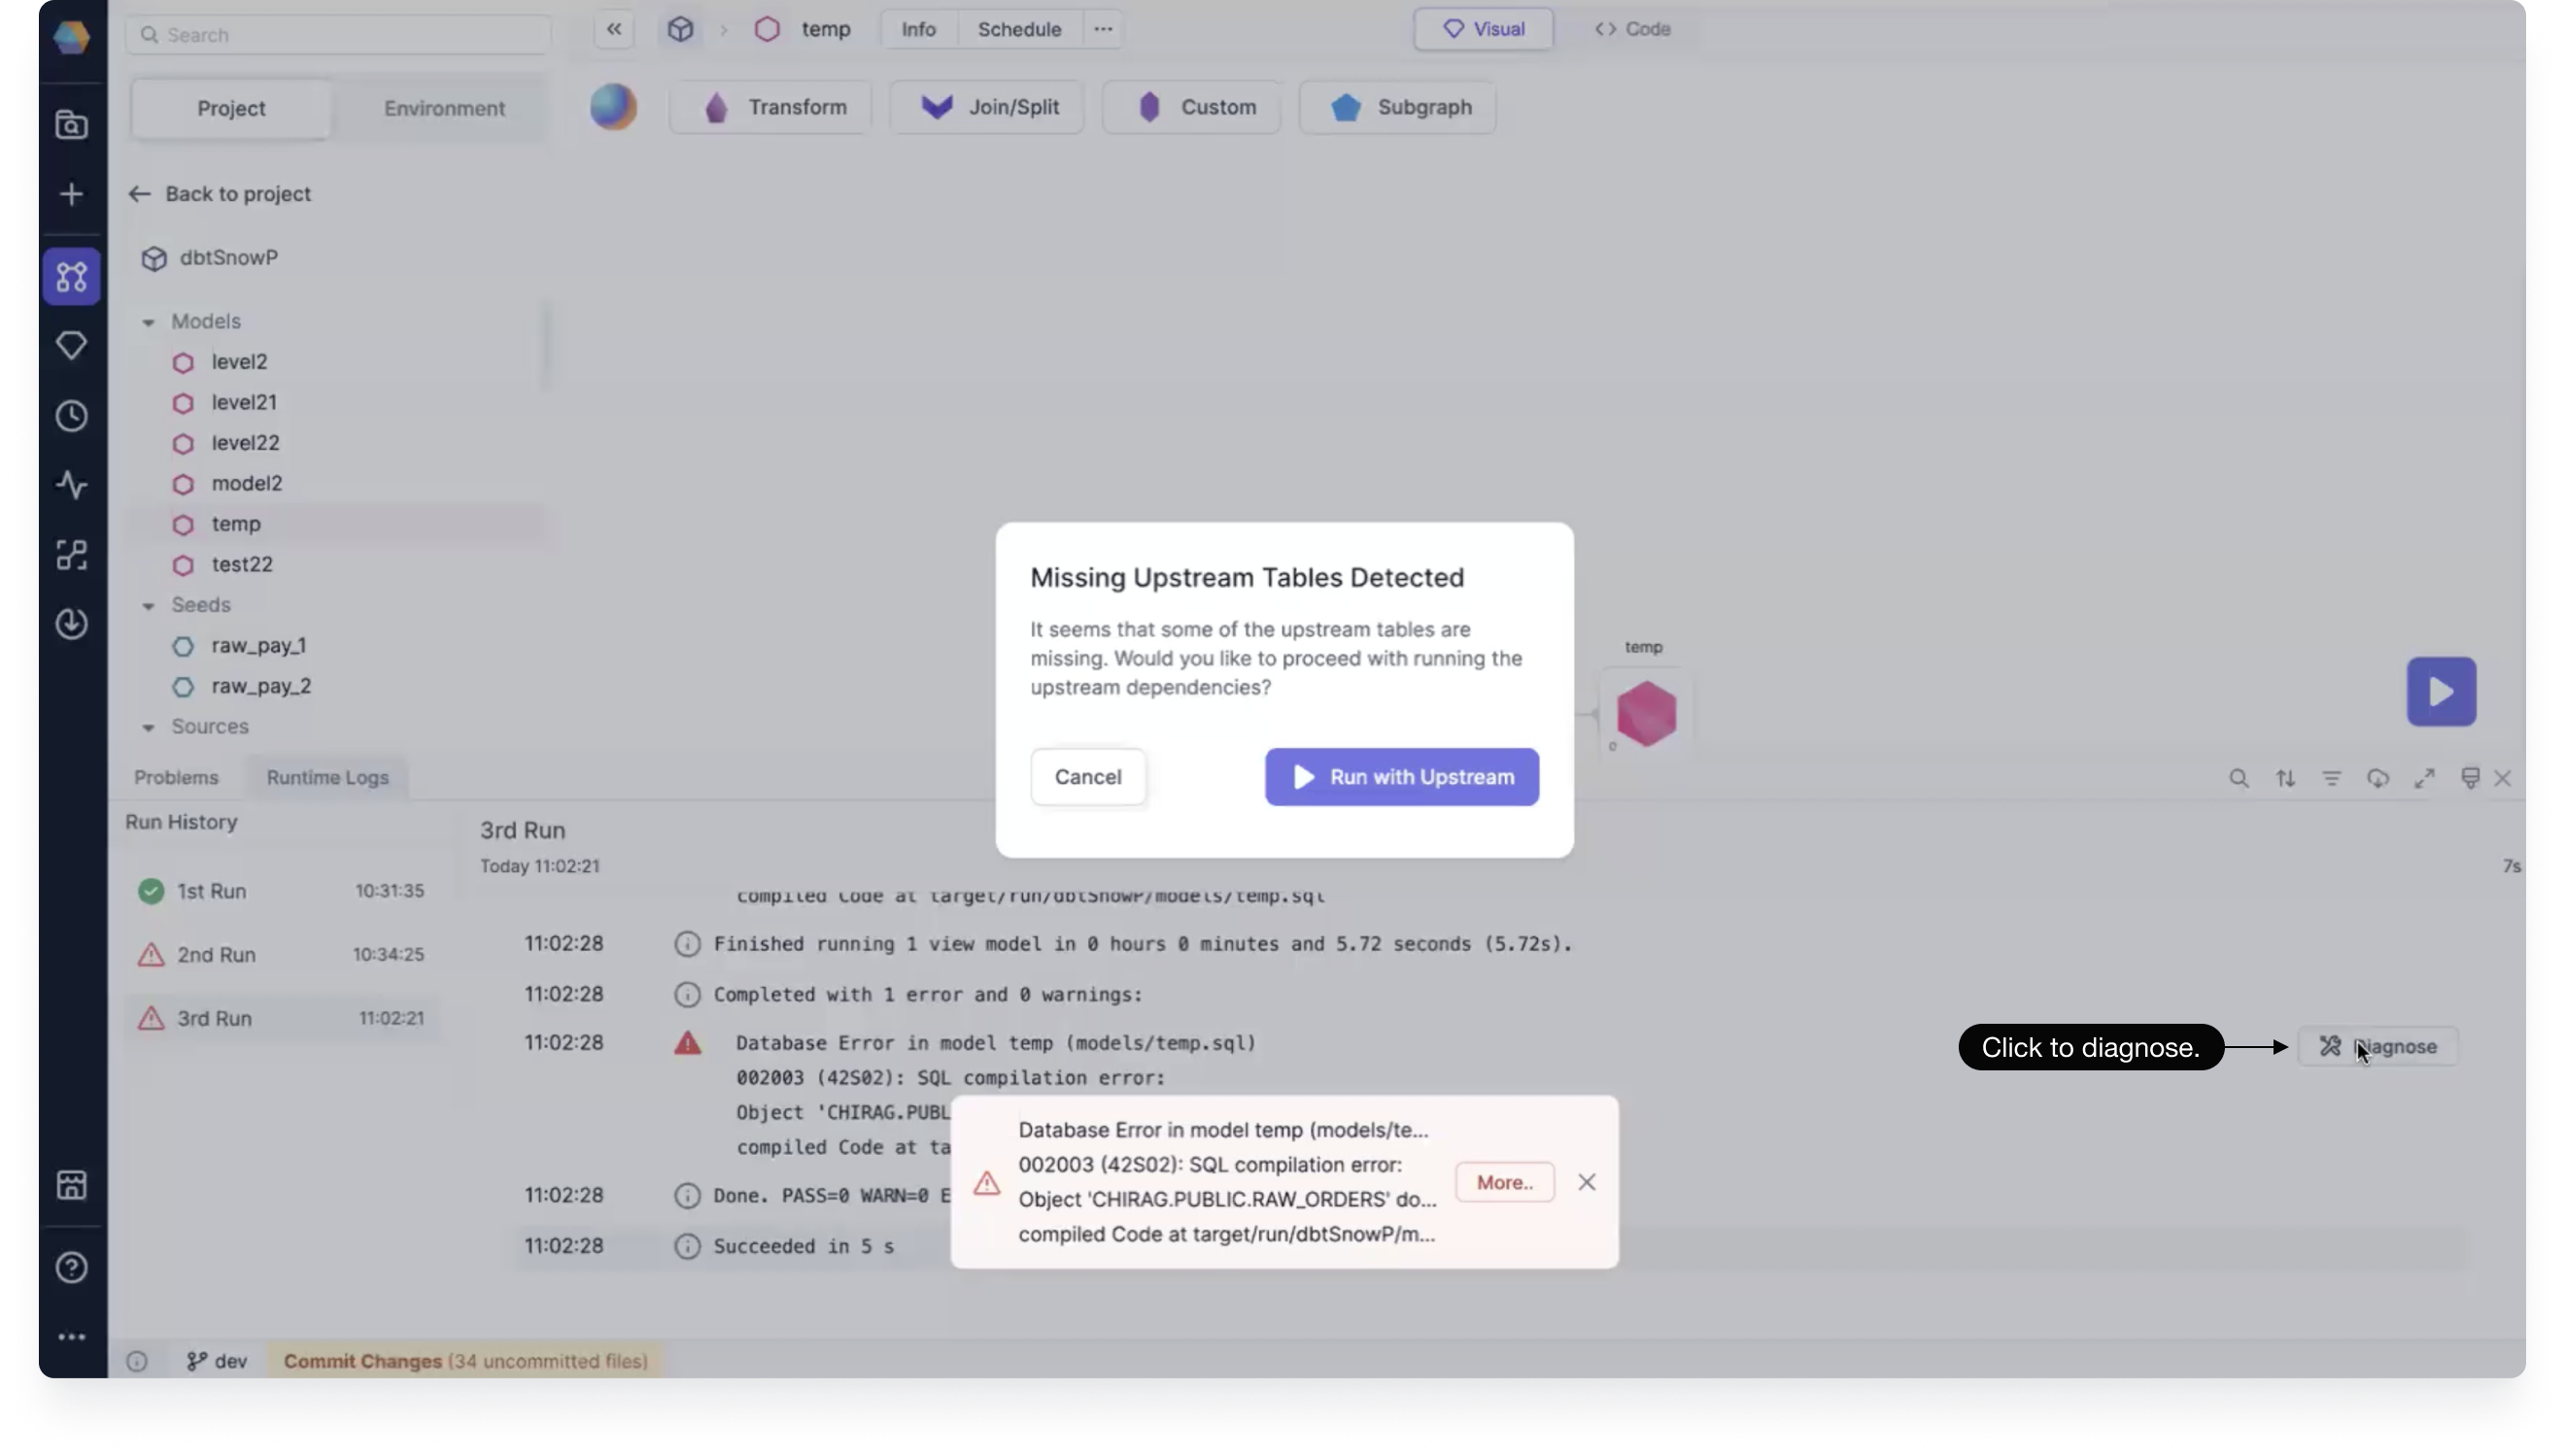 Search
temp
Info
Schedule
Visual
Code
Project
Environment
Transform
Join/Split
Custom
Subgraph
Back to project
dbtSnowP
Models
level2
level21
level22
model2
temp
test22
Seeds
raw_pay_1
raw_pay_2
Sources
temp
0
Missing Upstream Tables Detected
It seems that some of the upstream tables are
missing. Would you like to proceed with running the
upstream dependencies?
Cancel
Run with Upstream
Problems
Runtime Logs
Run History
1st Run 10:31:35
2nd Run 10:34:25
3rd Run 11:02:21
3rd Run
Today 11:02:21
7s
compiled Code at target/run/dbtSnowP/models/temp.sql
11:02:28 Finished running 1 view model in 0 hours 0 minutes and 5.72 seconds (5.72s).
11:02:28 Completed with 1 error and 0 warnings:
11:02:28 Database Error in model temp (models/temp.sql)
002003 (42S02): SQL compilation error:
Object 'CHIRAG.PUBL
compiled Code at ta
11:02:28 Done. PASS=0 WARN=0 E
11:02:28 Succeeded in 5 s
Click to diagnose.
Diagnose
Database Error in model temp (models/te...
002003 (42S02): SQL compilation error:
Object 'CHIRAG.PUBLIC.RAW_ORDERS' do...
compiled Code at target/run/dbtSnowP/m...
More..
dev
Commit Changes (34 uncommitted files)